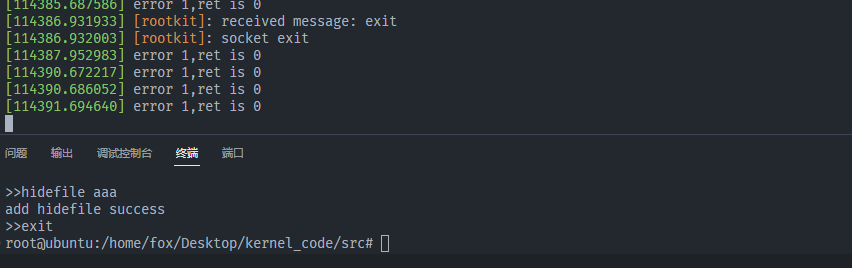 [114385.687586] error 1,ret is 0
[114386.931933] [rootkit]: received message: exit
[114386.932003] [rootkit]: socket exit
[114387.952983] error 1,ret is 0
[114390.672217] error 1,ret is 0
[114390.686052] error 1,ret is 0
[114391.694640] error 1,ret is 0
问题 输出 调试控制台 终端 端口
>>hidefile aaa
add hidefile success
>>exit
root@ubuntu:/home/fox/Desktop/kernel_code/src#